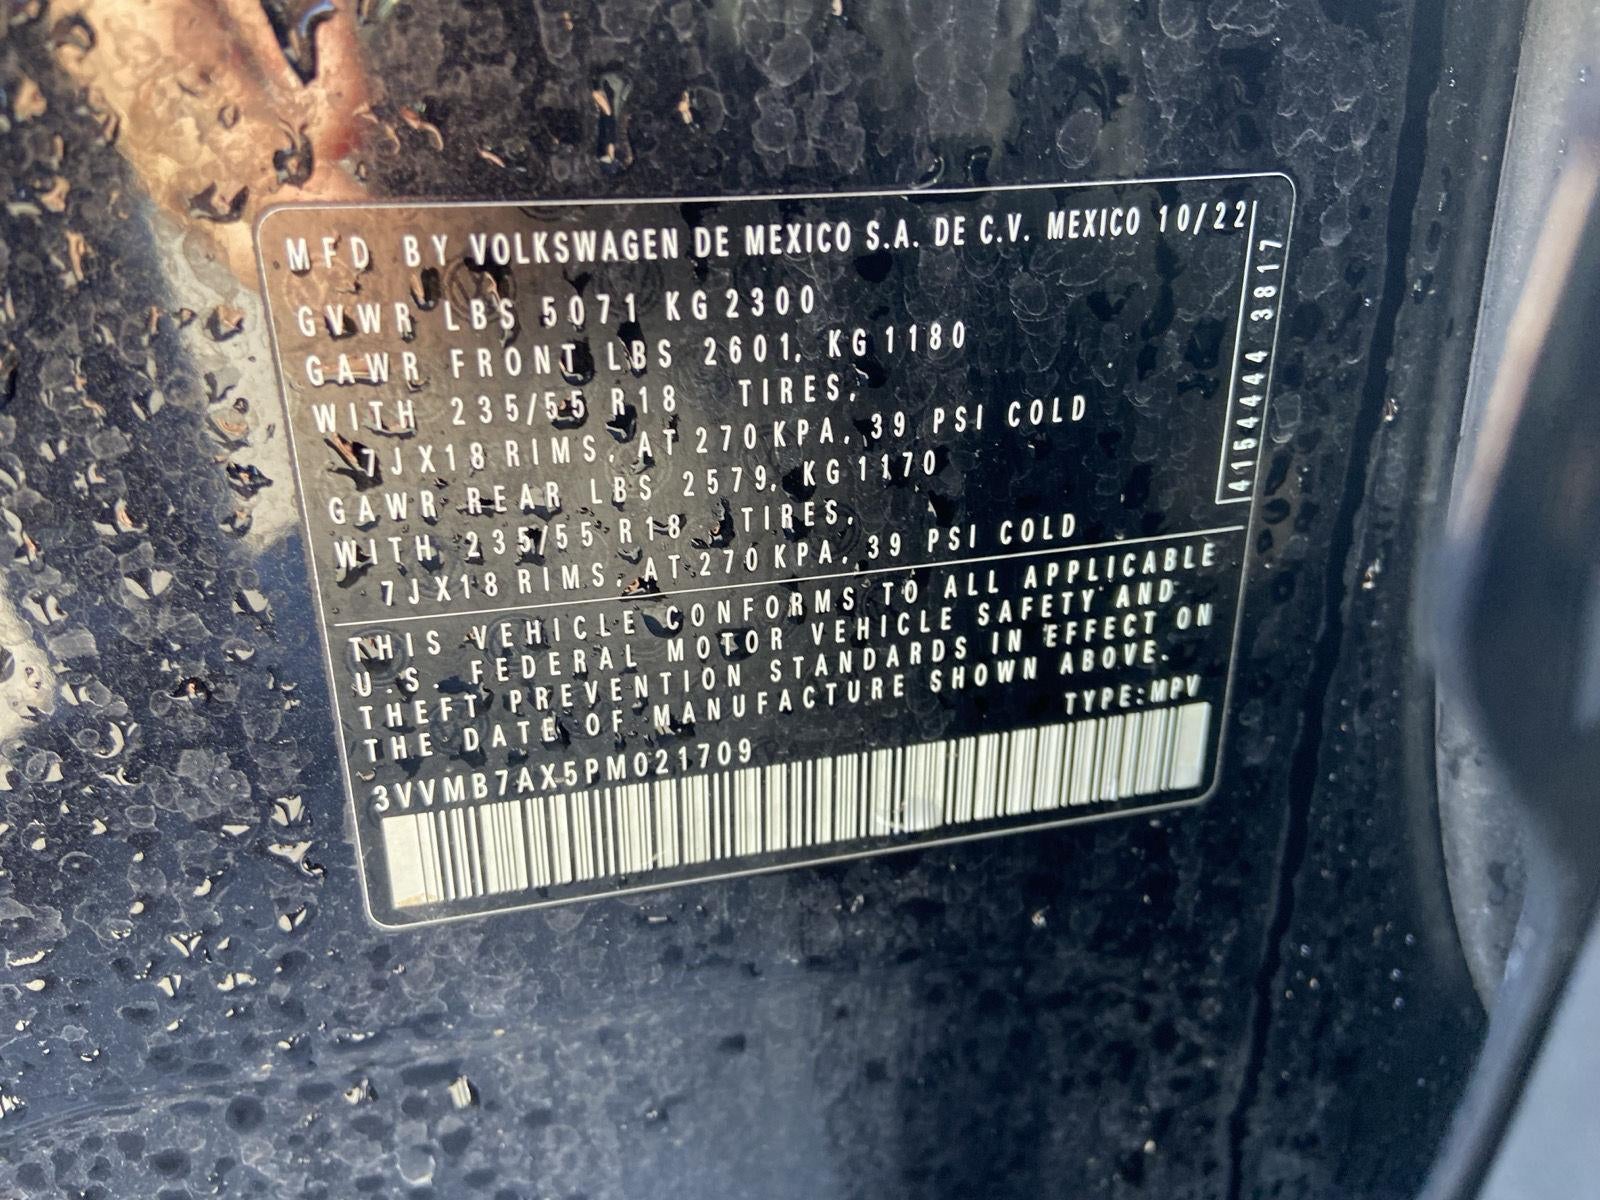 MFD BY VOLKSWAGEN DE MEXICO S.A. DE C.V. MEXICO 10/22
GVWR LBS 5071 KG 2300
GAWR FRONT LBS 2601, KG 1180
WITH 235/55 R18 TIRES,
7JX18 RIMS, AT 270 KPA, 39 PSI COLD
GAWR REAR LBS 2579, KG 1170
WITH 235/55 R18 TIRES,
7JX18 RIMS, AT 270 KPA, 39 PSI COLD
THIS VEHICLE CONFORMS TO ALL APPLICABLE
U.S. FEDERAL MOTOR VEHICLE SAFETY AND
THEFT PREVENTION STANDARDS IN EFFECT ON
THE DATE OF MANUFACTURE SHOWN ABOVE.
TYPE: MPV
3VVMB7AX5PM021709
4154444 3817